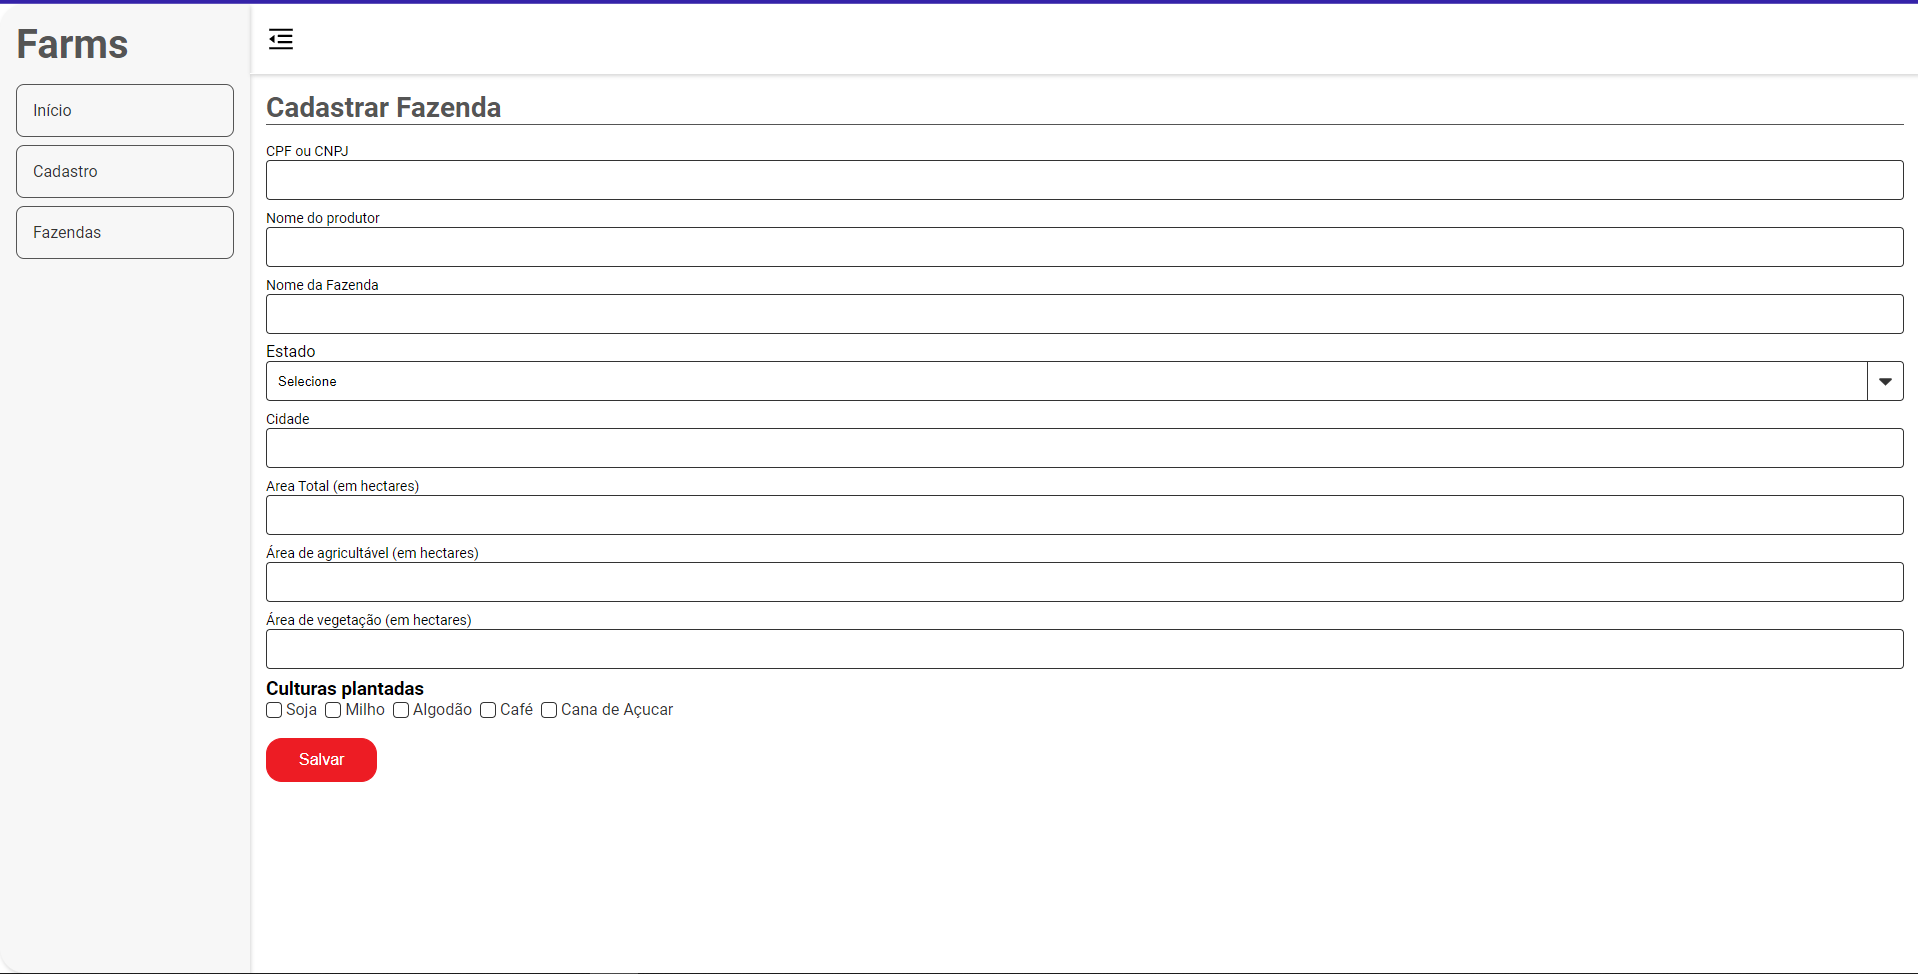 Farms
Início
Cadastro
Fazendas
Cadastrar Fazenda
CPF ou CNPJ
Nome do produtor
Nome da Fazenda
Estado
Selecione
Cidade
Area Total (em hectares)
Área de agricultável (em hectares)
Área de vegetação (em hectares)
Culturas plantadas
Soja Milho Algodão Café Cana de Açucar
Salvar